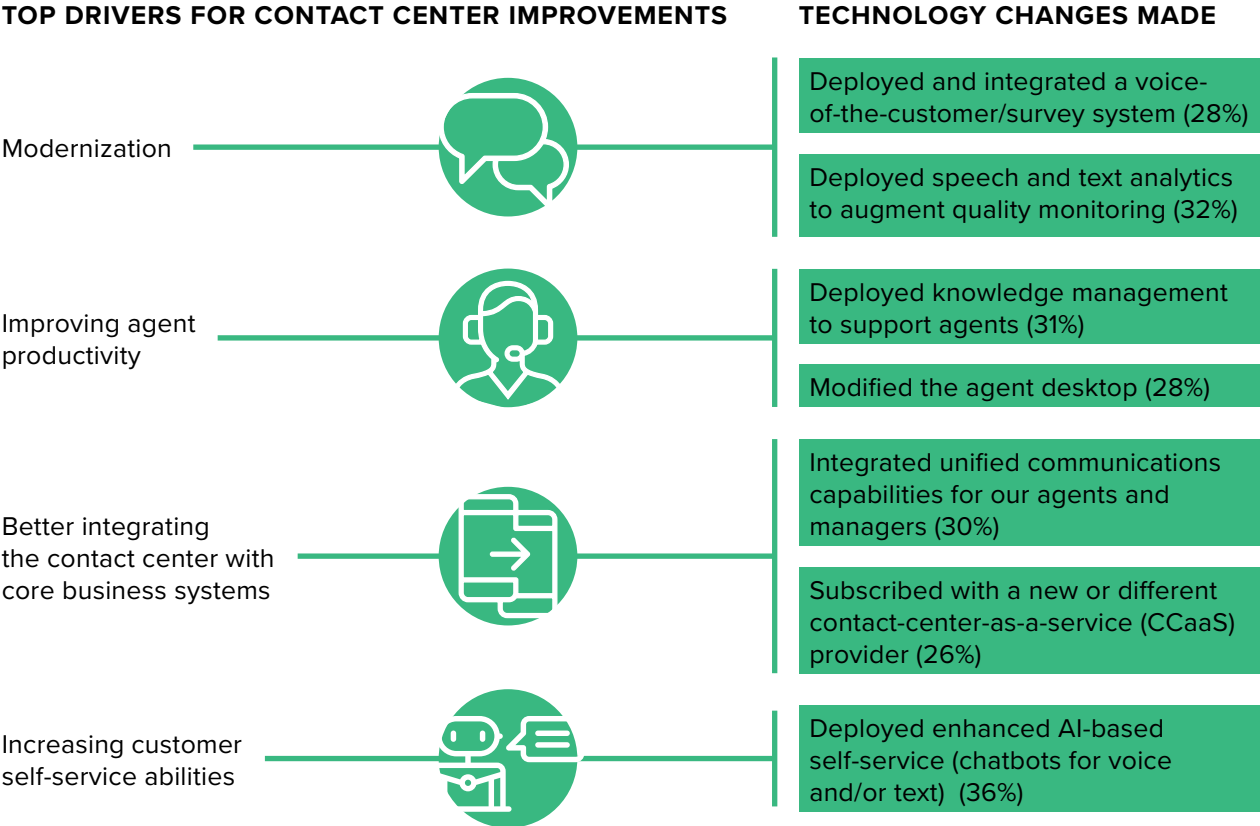 TOP DRIVERS FOR CONTACT CENTER IMPROVEMENTS
TECHNOLOGY CHANGES MADE
Modernization
Deployed and integrated a voice-
of-the-customer/survey system (28%)
Deployed speech and text analytics
to augment quality monitoring (32%)
Improving agent
productivity
Deployed knowledge management
to support agents (31%)
Modified the agent desktop (28%)
Better integrating
the contact center with
core business systems
Integrated unified communications
capabilities for our agents and
managers (30%)
Subscribed with a new or different
contact-center-as-a-service (CCaaS)
provider (26%)
Increasing customer
self-service abilities
Deployed enhanced AI-based
self-service (chatbots for voice
and/or text)  (36%)